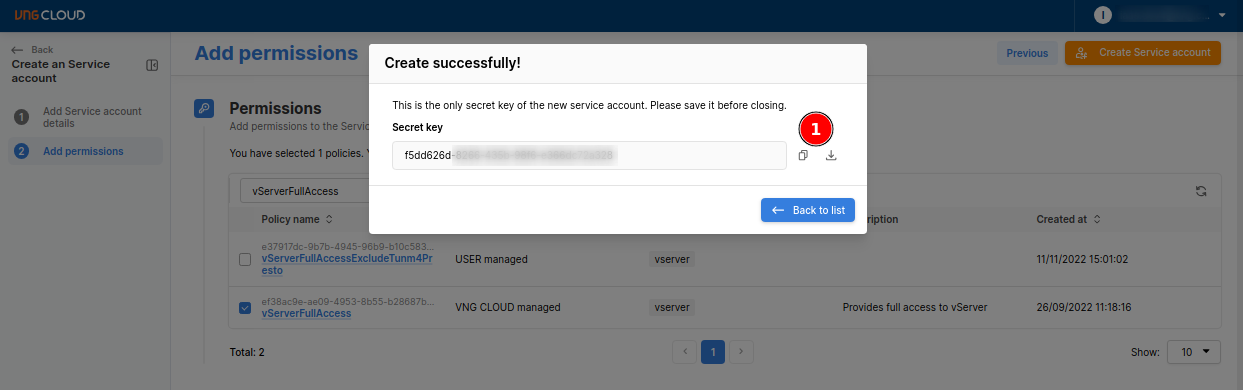 VNG CLOUD
I
Back
Create an Service account
1 Add Service account details
2 Add permissions
Add permissions
Previous
Create Service account
Permissions
Add permissions to the Servic
You have selected 1 policies.
Create successfully!
This is the only secret key of the new service account. Please save it before closing.
Secret key
1
f5dd626d-
Back to list
vServerFullAccess
Policy name
ription
Created at
e37917dc-9b7b-4945-96b9-b10c583...
vServerFullAccessExcludeTunm4Pr
esto
USER managed
vserver
11/11/2022 15:01:02
ef38ac9e-ae09-4953-8b55-b28687b...
vServerFullAccess
VNG CLOUD managed
vserver
Provides full access to vServer
26/09/2022 11:18:16
Total: 2
1
Show:
10